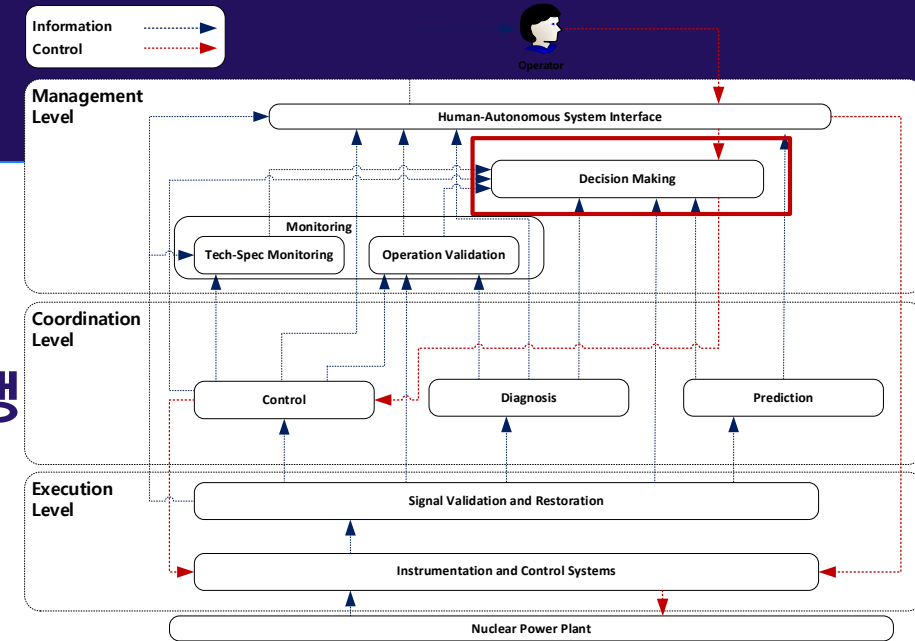 Information
Control
Operator
Management
Level
Human-Autonomous System Interface
Decision Making
Monitoring
Tech-Spec Monitoring
Operation Validation
Coordination
Level
Control
Diagnosis
Prediction
Execution
Level
Signal Validation and Restoration
Instrumentation and Control Systems
Nuclear Power Plant